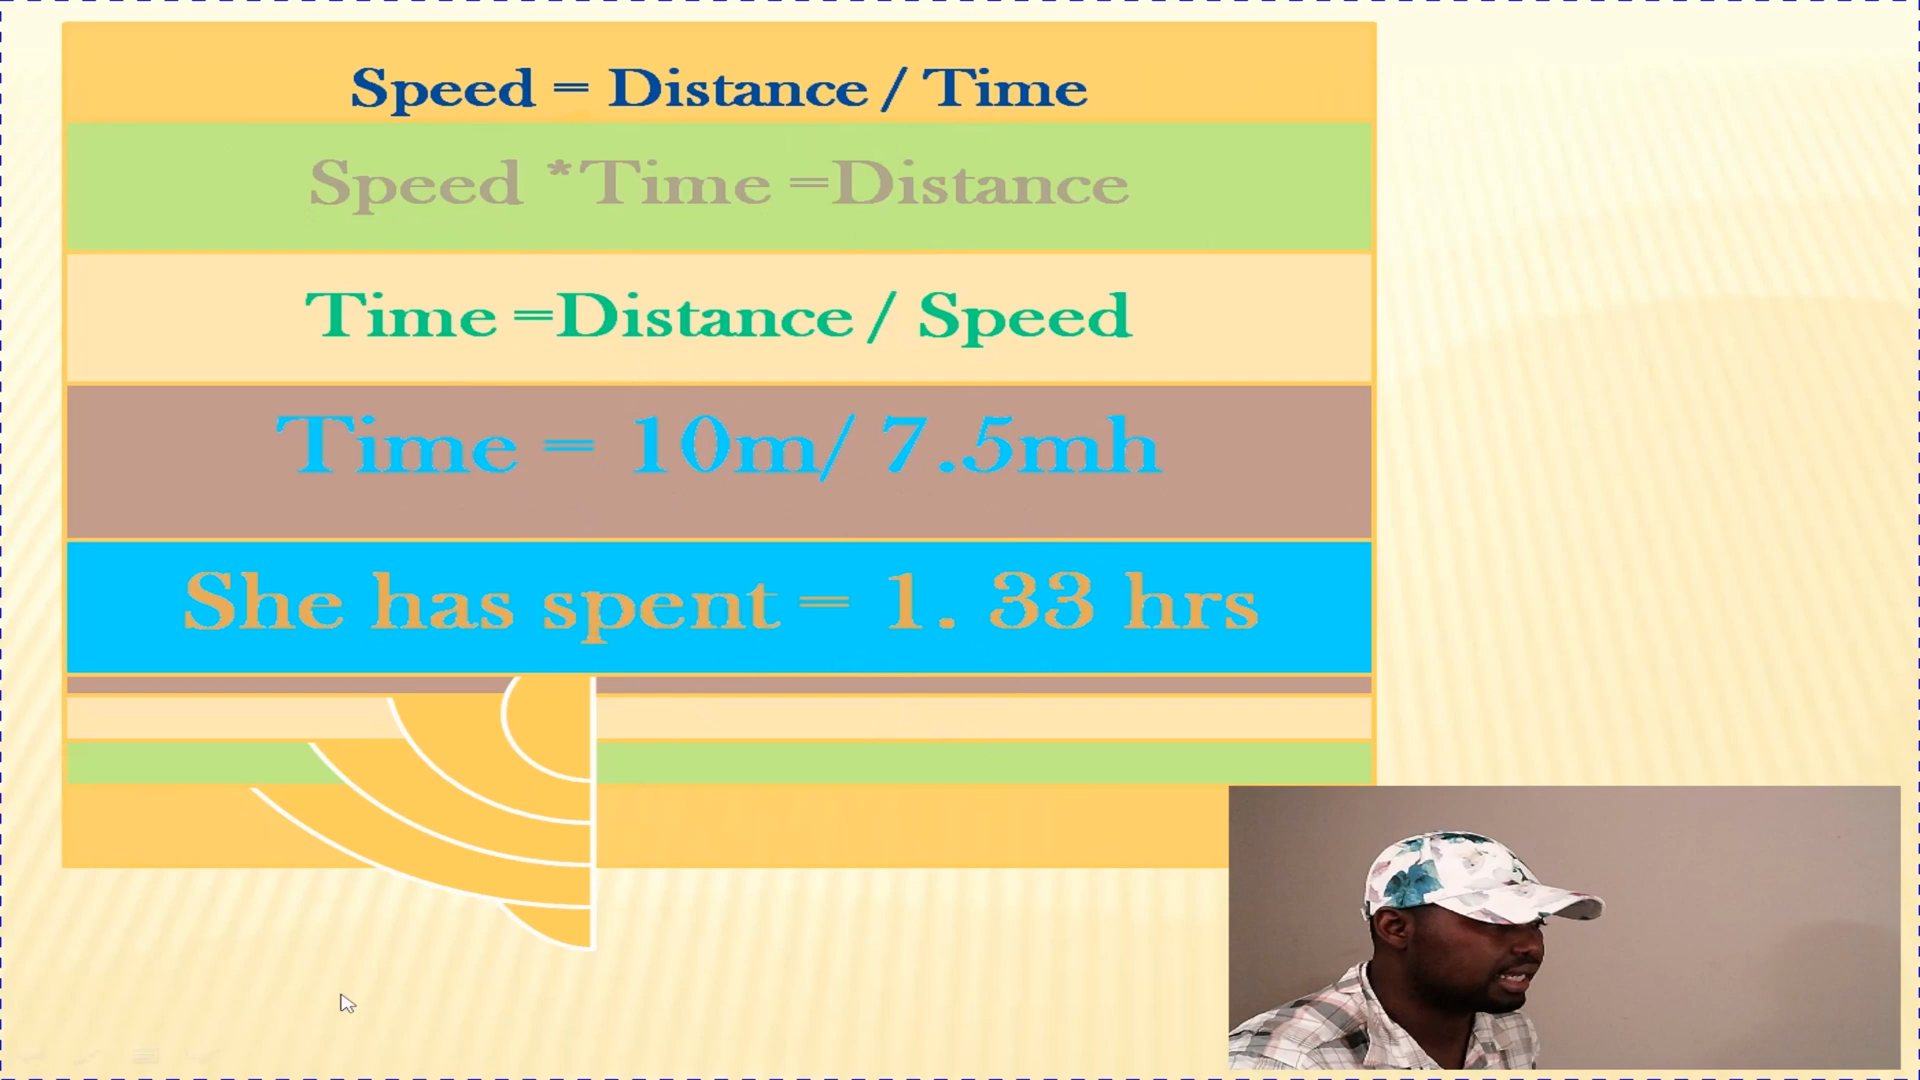 Speed = Distance / Time
Speed *Time =Distance
Time =Distance / Speed
Time = 10m/ 7.5mh
She has spent = 1. 33 hrs